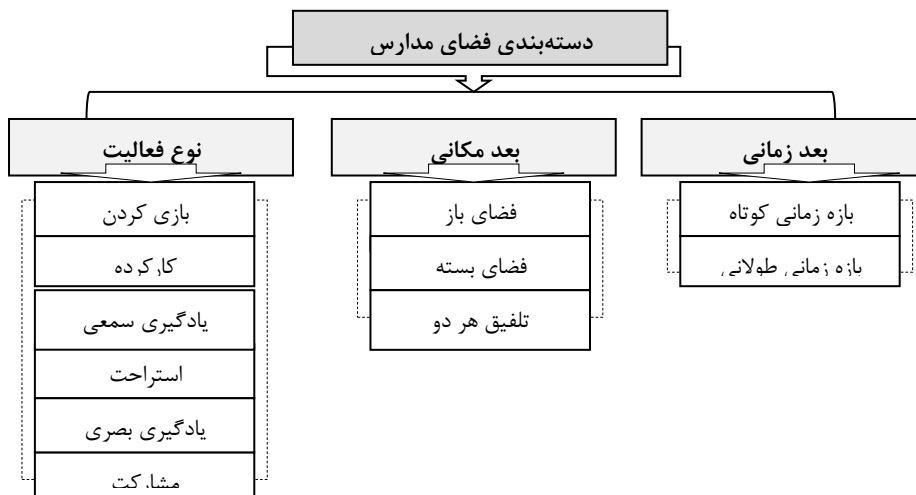 دسته‌بندی فضای مدارس
بعد زمانی
بازه زمانی کوتاه
بازه زمانی طولانی
بعد مکانی
فضای باز
فضای بسته
تلفیق هر دو
نوع فعالیت
بازی کردن
کارکرده
یادگیری سمعی
استراحت
یادگیری بصری
مشارکت